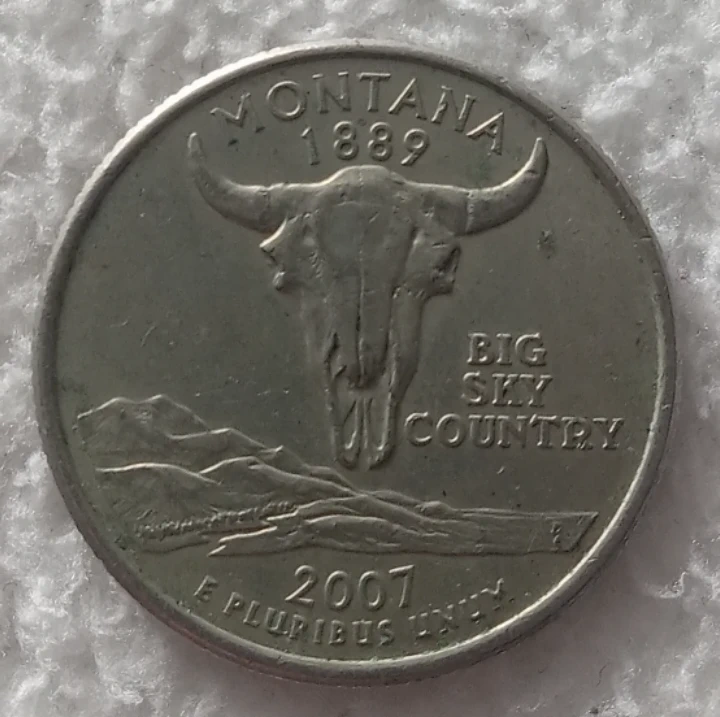 MONTANA
1889
BIG
SKY
COUNTRY
2007
E PLURIBUS UNUM